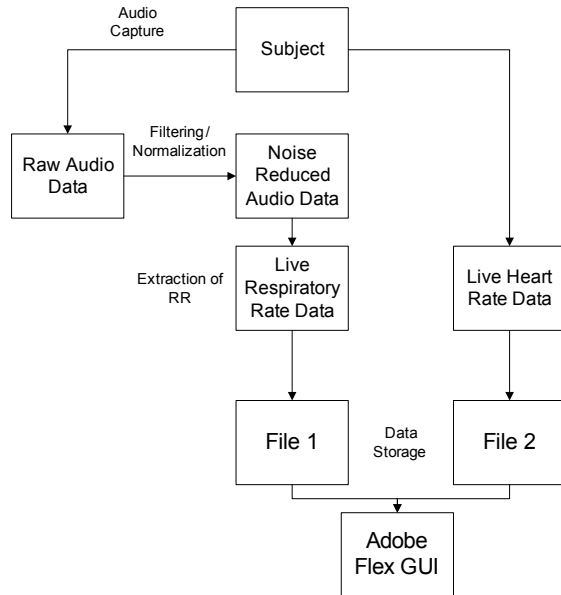 Audio
Capture
Subject
Filtering/
Normalization
Raw Audio
Data
Noise
Reduced
Audio Data
Extraction of
RR
Live
Respiratory
Rate Data
Live Heart
Rate Data
File 1
Data
Storage
File 2
Adobe
Flex GUI